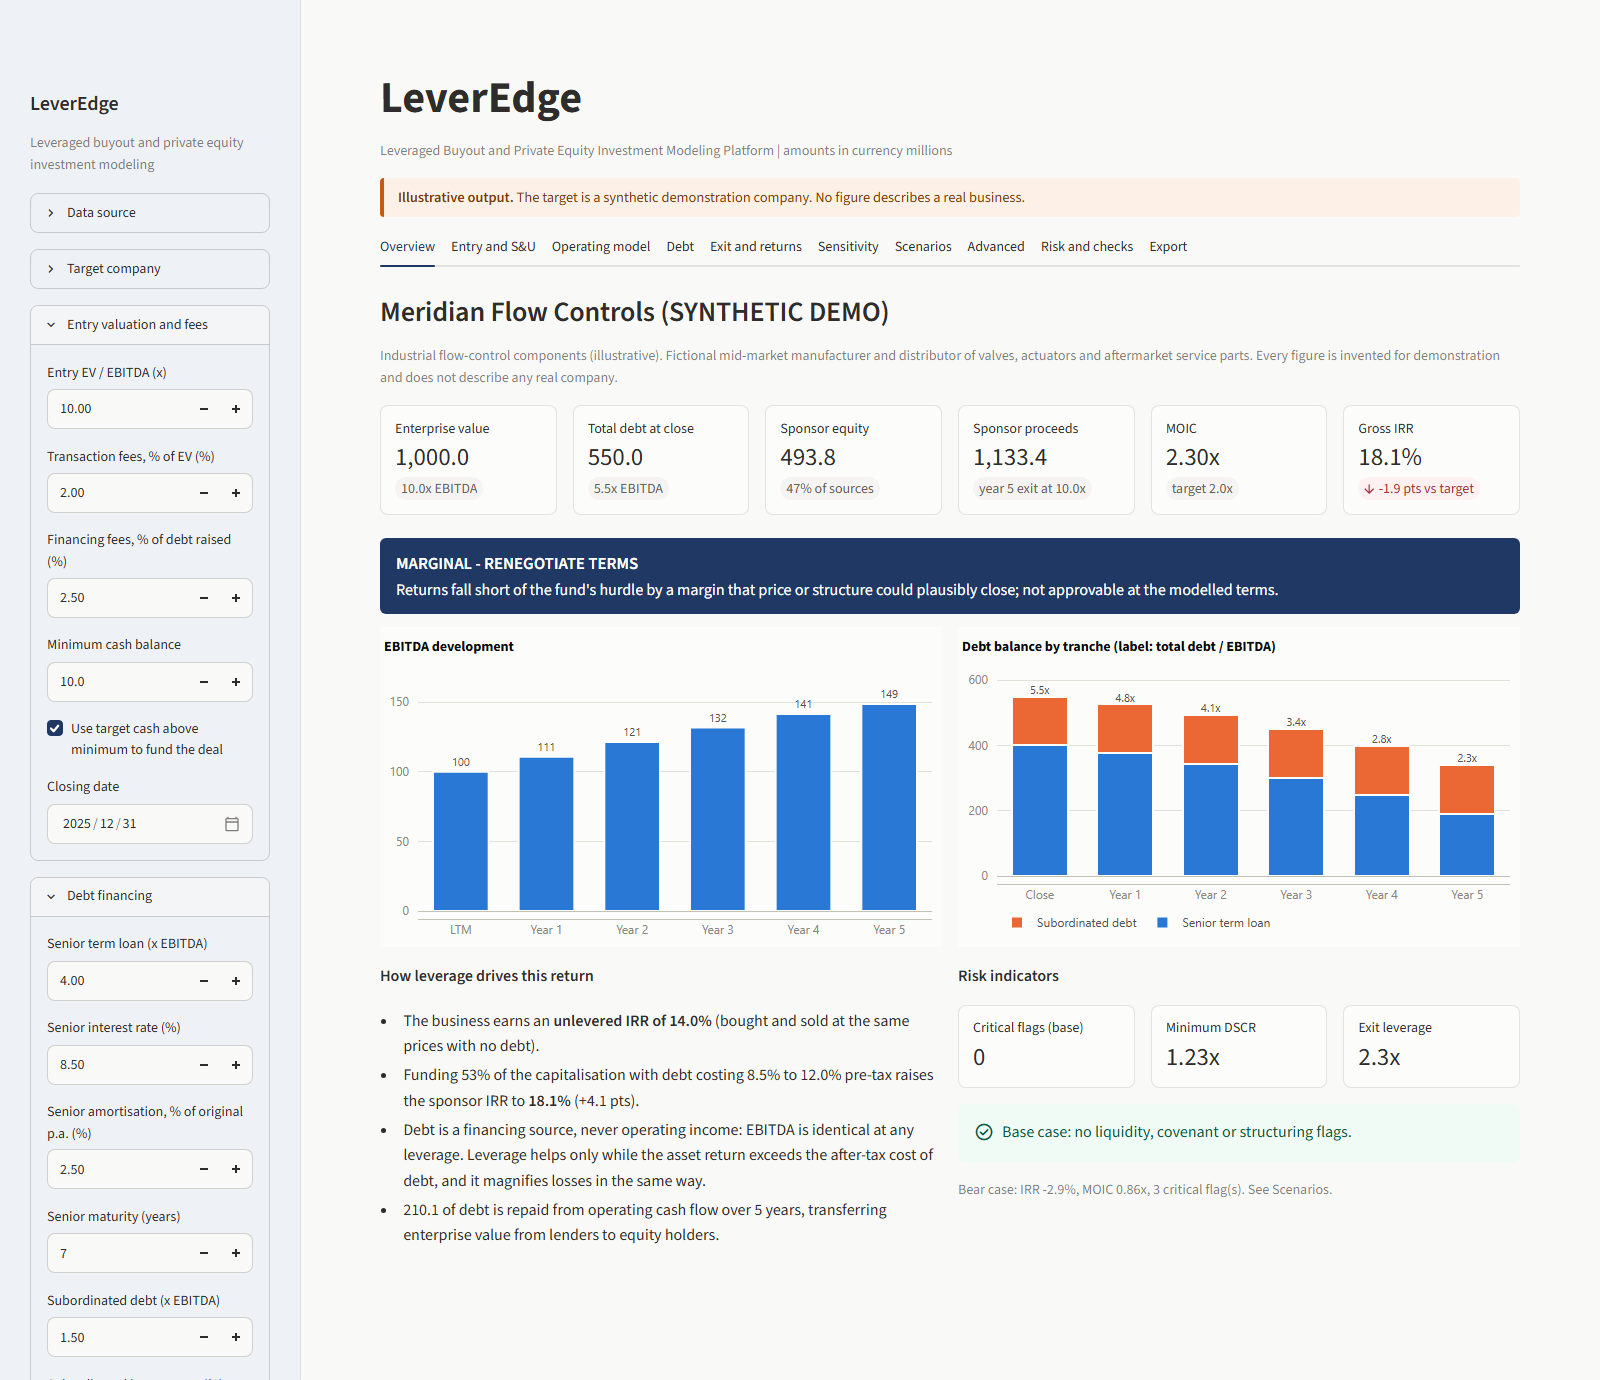 LeverEdge
Leveraged buyout and private equity
investment modeling
Data source
Target company
Entry valuation and fees
Entry EV / EBITDA (x)
10.00
Transaction fees, % of EV (%)
2.00
Financing fees, % of debt raised
(%)
2.50
Minimum cash balance
10.0
Use target cash above
minimum to fund the deal
Closing date
2025 / 12 / 31
Debt financing
Senior term loan (x EBITDA)
4.00
Senior interest rate (%)
8.50
Senior amortisation, % of original
p.a. (%)
2.50
Senior maturity (years)
7
Subordinated debt (x EBITDA)
1.50
LeverEdge
Leveraged Buyout and Private Equity Investment Modeling Platform | amounts in currency millions
Illustrative output. The target is a synthetic demonstration company. No figure describes a real business.
Overview Entry and S&U Operating model Debt Exit and returns Sensitivity Scenarios Advanced Risk and checks Export
Meridian Flow Controls (SYNTHETIC DEMO)
Industrial flow-control components (illustrative). Fictional mid-market manufacturer and distributor of valves, actuators and aftermarket service parts. Every figure is invented for demonstration
and does not describe any real company.
Enterprise value
1,000.0
10.0x EBITDA
Total debt at close
550.0
5.5x EBITDA
Sponsor equity
493.8
47% of sources
Sponsor proceeds
1,133.4
year 5 exit at 10.0x
MOIC
2.30x
target 2.0x
Gross IRR
18.1%
-1.9 pts vs target
MARGINAL - RENEGOTIATE TERMS
Returns fall short of the fund's hurdle by a margin that price or structure could plausibly close; not approvable at the modelled terms.
EBITDA development
150
100
50
0
100
111
121
132
141
149
LTM Year 1 Year 2 Year 3 Year 4 Year 5
Debt balance by tranche (label: total debt / EBITDA)
600
400
200
0
5.5x
4.8x
4.1x
3.4x
2.8x
2.3x
Close Year 1 Year 2 Year 3 Year 4 Year 5
Subordinated debt Senior term loan
How leverage drives this return
The business earns an unlevered IRR of 14.0% (bought and sold at the same
prices with no debt).
Funding 53% of the capitalisation with debt costing 8.5% to 12.0% pre-tax raises
the sponsor IRR to 18.1% (+4.1 pts).
Debt is a financing source, never operating income: EBITDA is identical at any
leverage. Leverage helps only while the asset return exceeds the after-tax cost of
debt, and it magnifies losses in the same way.
210.1 of debt is repaid from operating cash flow over 5 years, transferring
enterprise value from lenders to equity holders.
Risk indicators
Critical flags (base)
0
Minimum DSCR
1.23x
Exit leverage
2.3x
Base case: no liquidity, covenant or structuring flags.
Bear case: IRR -2.9%, MOIC 0.86x, 3 critical flag(s). See Scenarios.